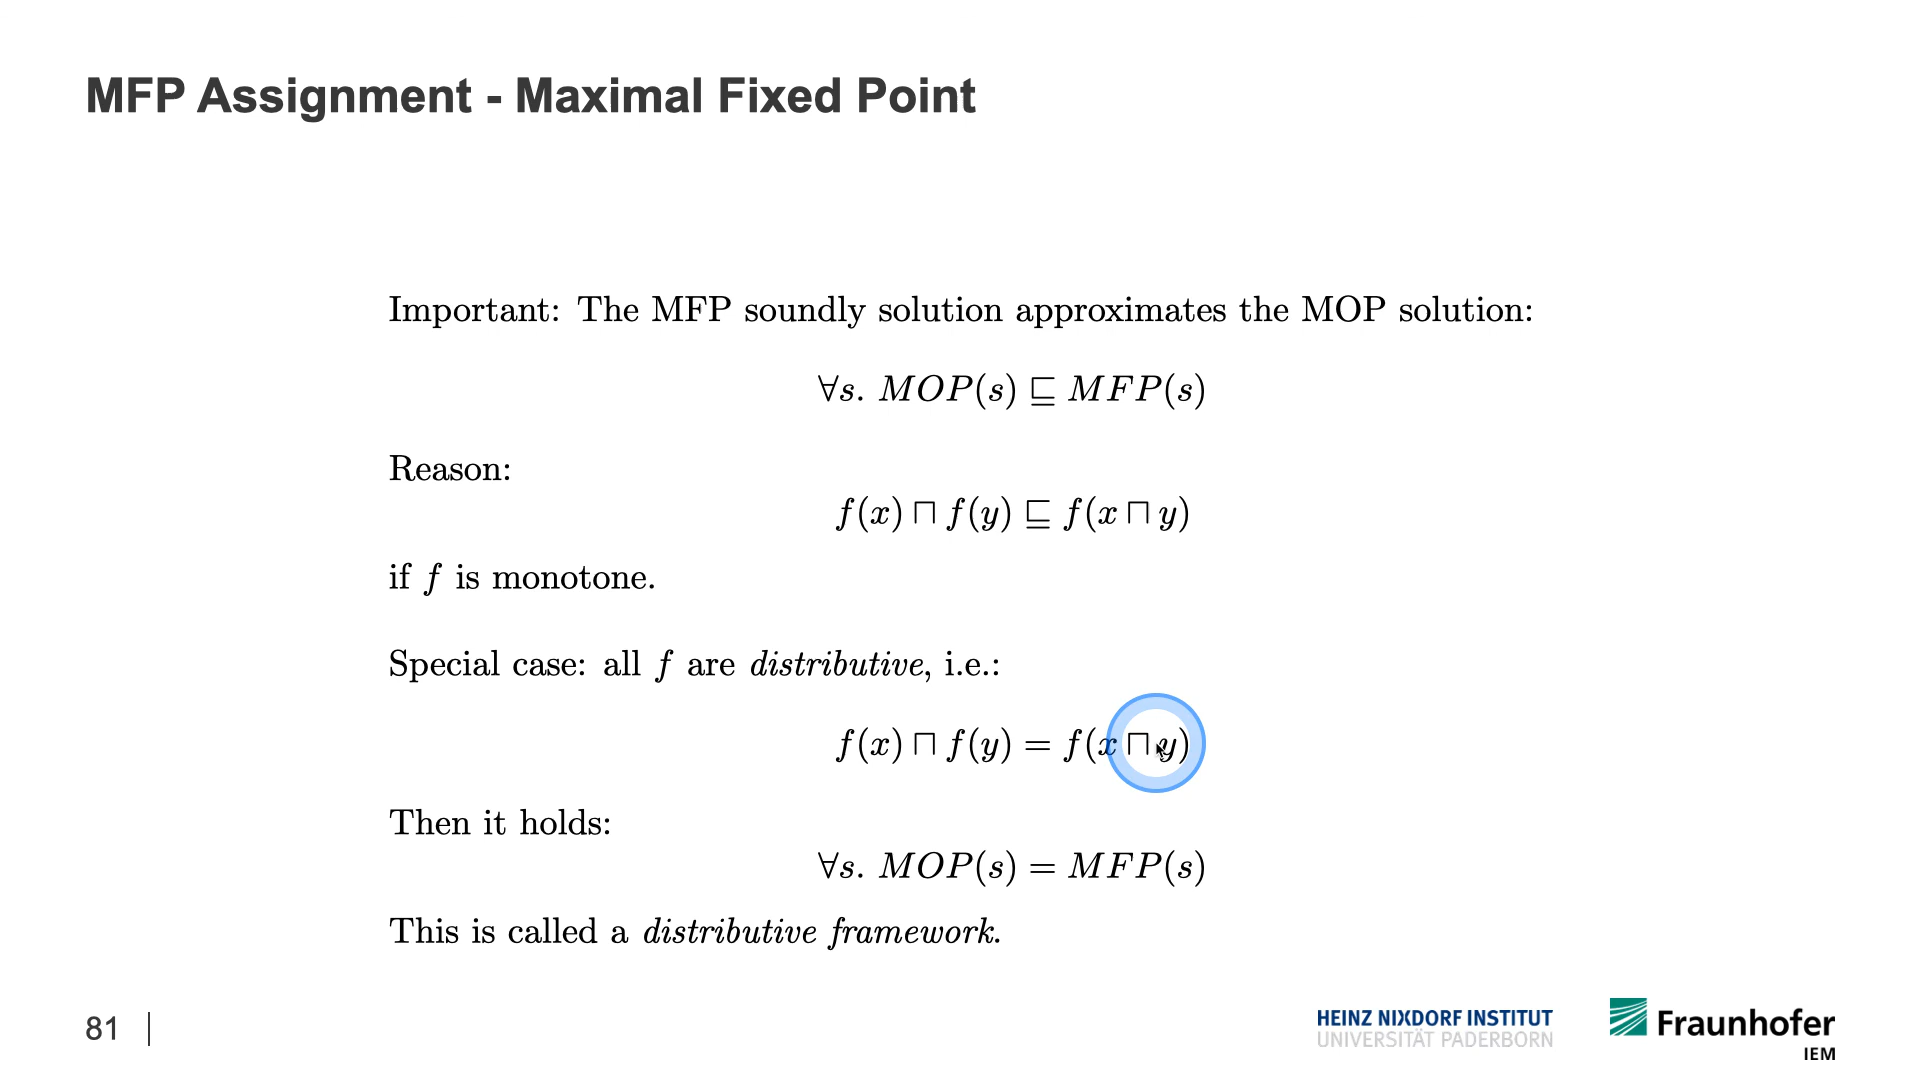 MFP Assignment - Maximal Fixed Point
Important: The MFP soundly solution approximates the MOP solution:
∀s. MOP(s) ⊑ MFP(s)
Reason:
f(x) ⊓ f(y) ⊑ f(x ⊓ y)
if f is monotone.
Special case: all f are distributive, i.e.:
f(x) ⊓ f(y) = f(x ⊓ y)
Then it holds:
∀s. MOP(s) = MFP(s)
This is called a distributive framework.
81
HEINZ NIXDORF INSTITUT
UNIVERSITÄT PADERBORN
Fraunhofer
IEM